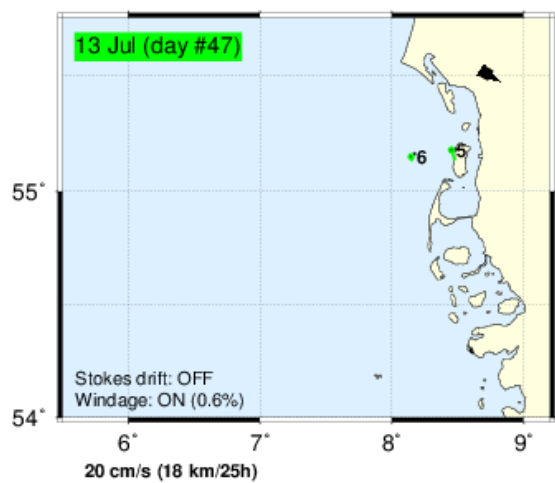 13 Jul (day #47)
5
6
55°
Stokes drift: OFF
Windage: ON (0.6%)
54°
6° 7° 8° 9°
20 cm/s (18 km/25h)